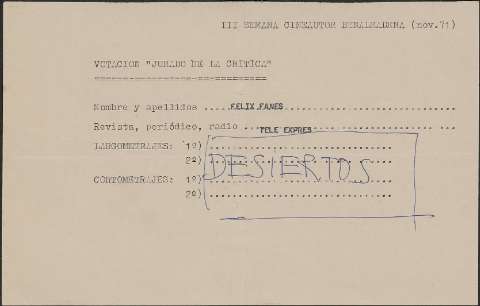 III SEMANA CINEAUTOR BENALMADENA (nov.71)
VOTACION "JURADO DE LA CRITICA"
Nombre y apellidos .... FELIX FANES
Revista, periódico, radio .... TELE EXPRES
LARGOMETRAJES: 1º)
2º)
DESIERTOS
CORTOMETRAJES: 1º)
2º)